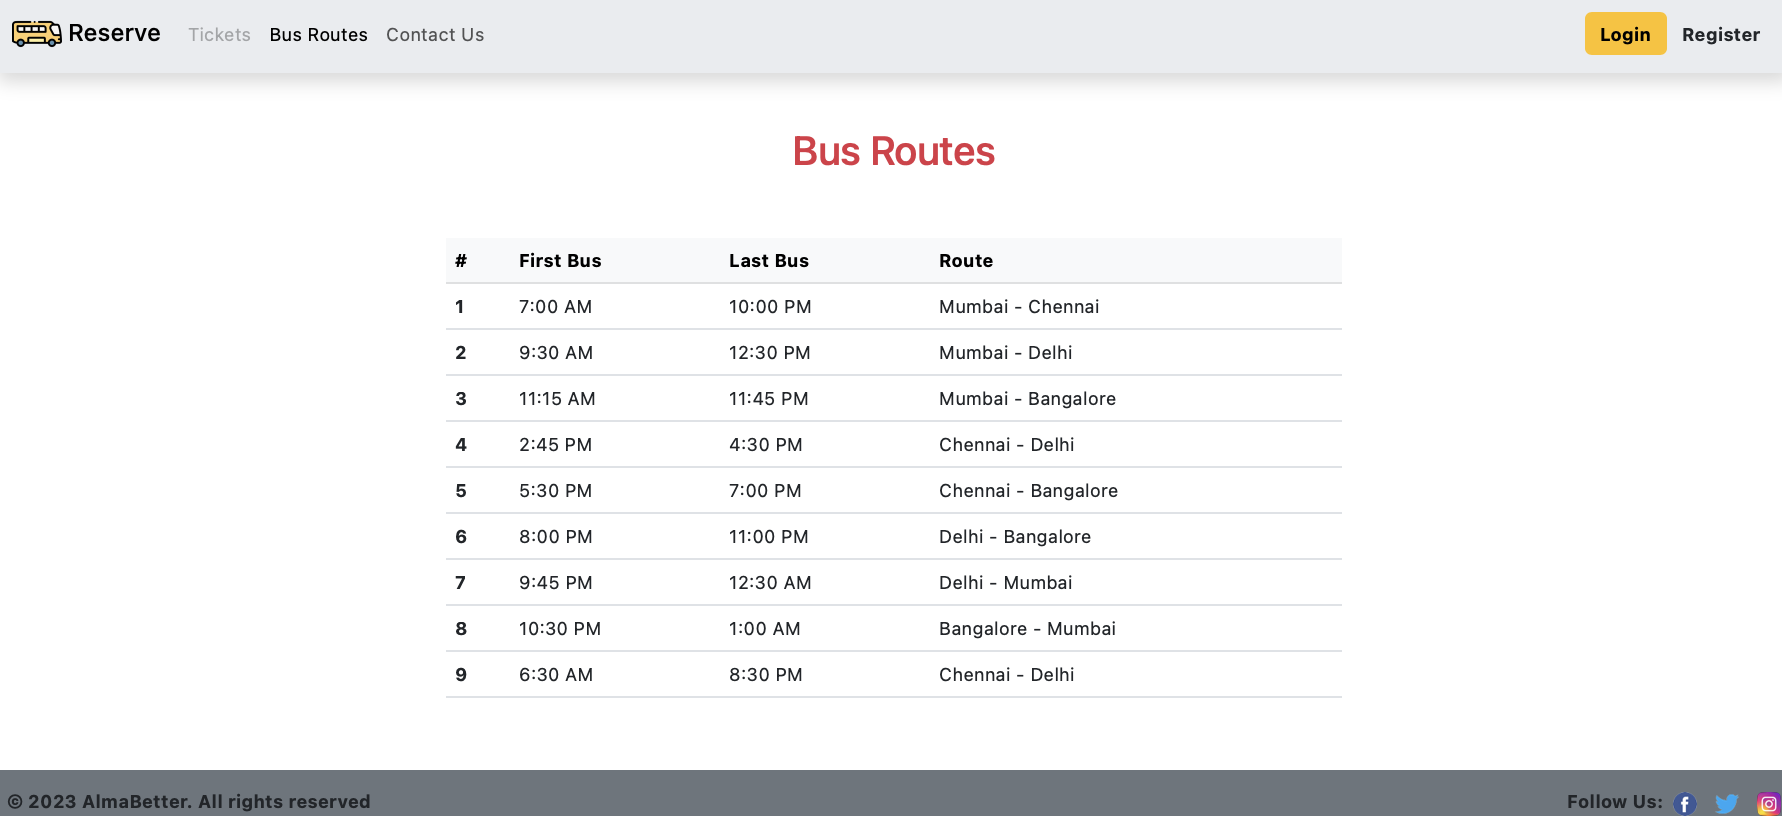 Reserve Tickets Bus Routes Contact Us Login Register
Bus Routes
# First Bus Last Bus Route
1 7:00 AM 10:00 PM Mumbai - Chennai
2 9:30 AM 12:30 PM Mumbai - Delhi
3 11:15 AM 11:45 PM Mumbai - Bangalore
4 2:45 PM 4:30 PM Chennai - Delhi
5 5:30 PM 7:00 PM Chennai - Bangalore
6 8:00 PM 11:00 PM Delhi - Bangalore
7 9:45 PM 12:30 AM Delhi - Mumbai
8 10:30 PM 1:00 AM Bangalore - Mumbai
9 6:30 AM 8:30 PM Chennai - Delhi
© 2023 AlmaBetter. All rights reserved Follow Us: